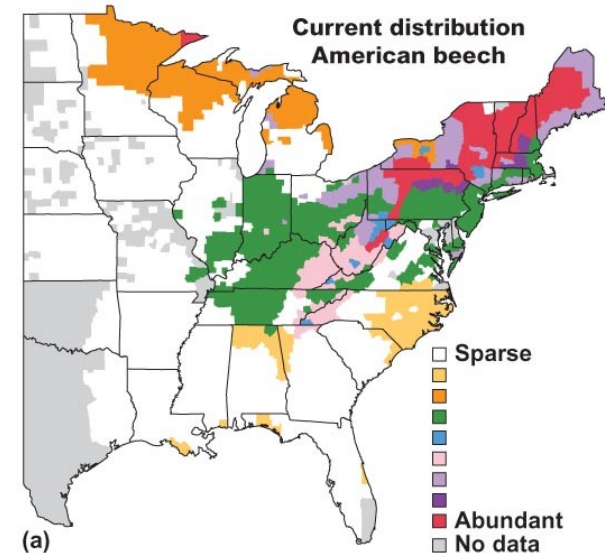 Current distribution
American beech
Sparse
Abundant
No data
(a)